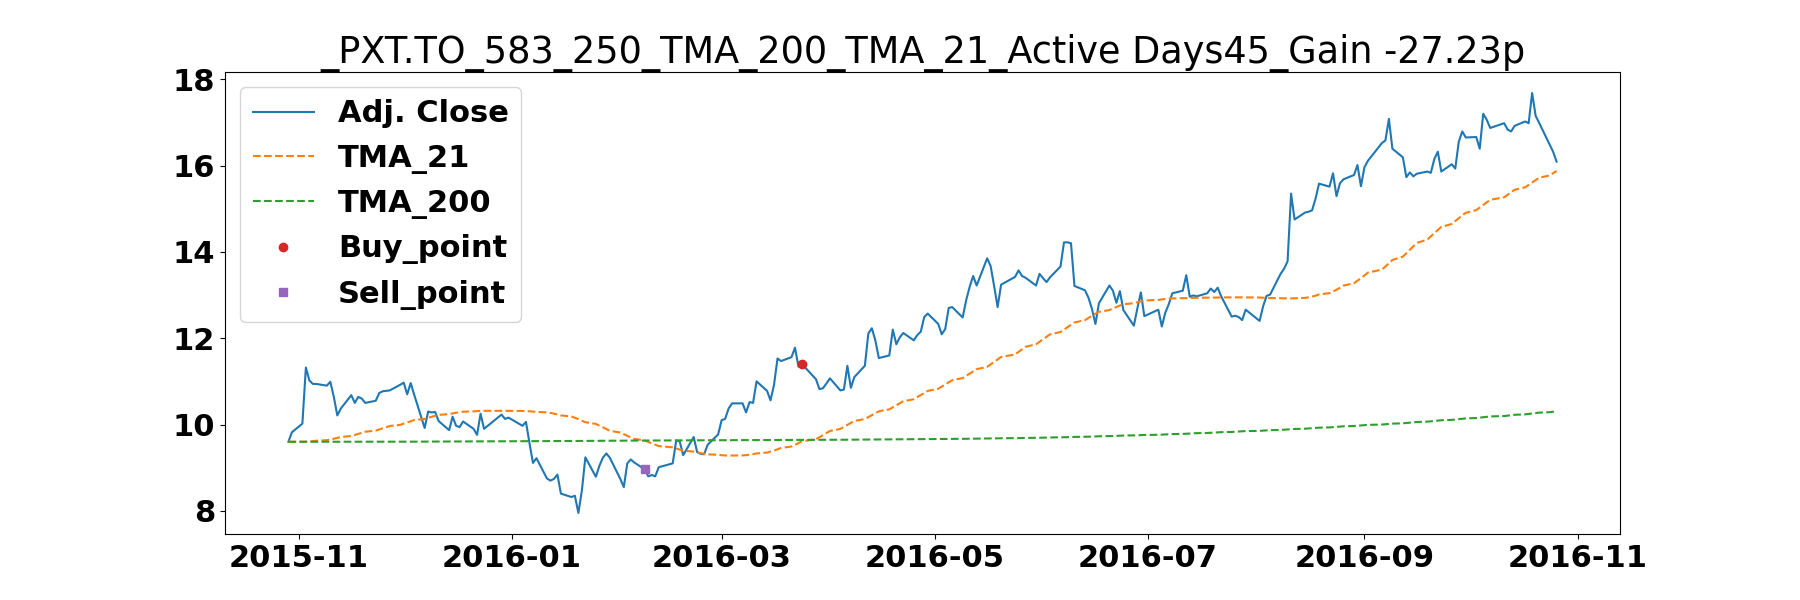 _PXT.TO_583_250_TMA_200_TMA_21_Active Days45_Gain -27.23p
18
16
14
12
10
8
Adj. Close
TMA_21
TMA_200
Buy_point
Sell_point
2015-11 2016-01 2016-03 2016-05 2016-07 2016-09 2016-11